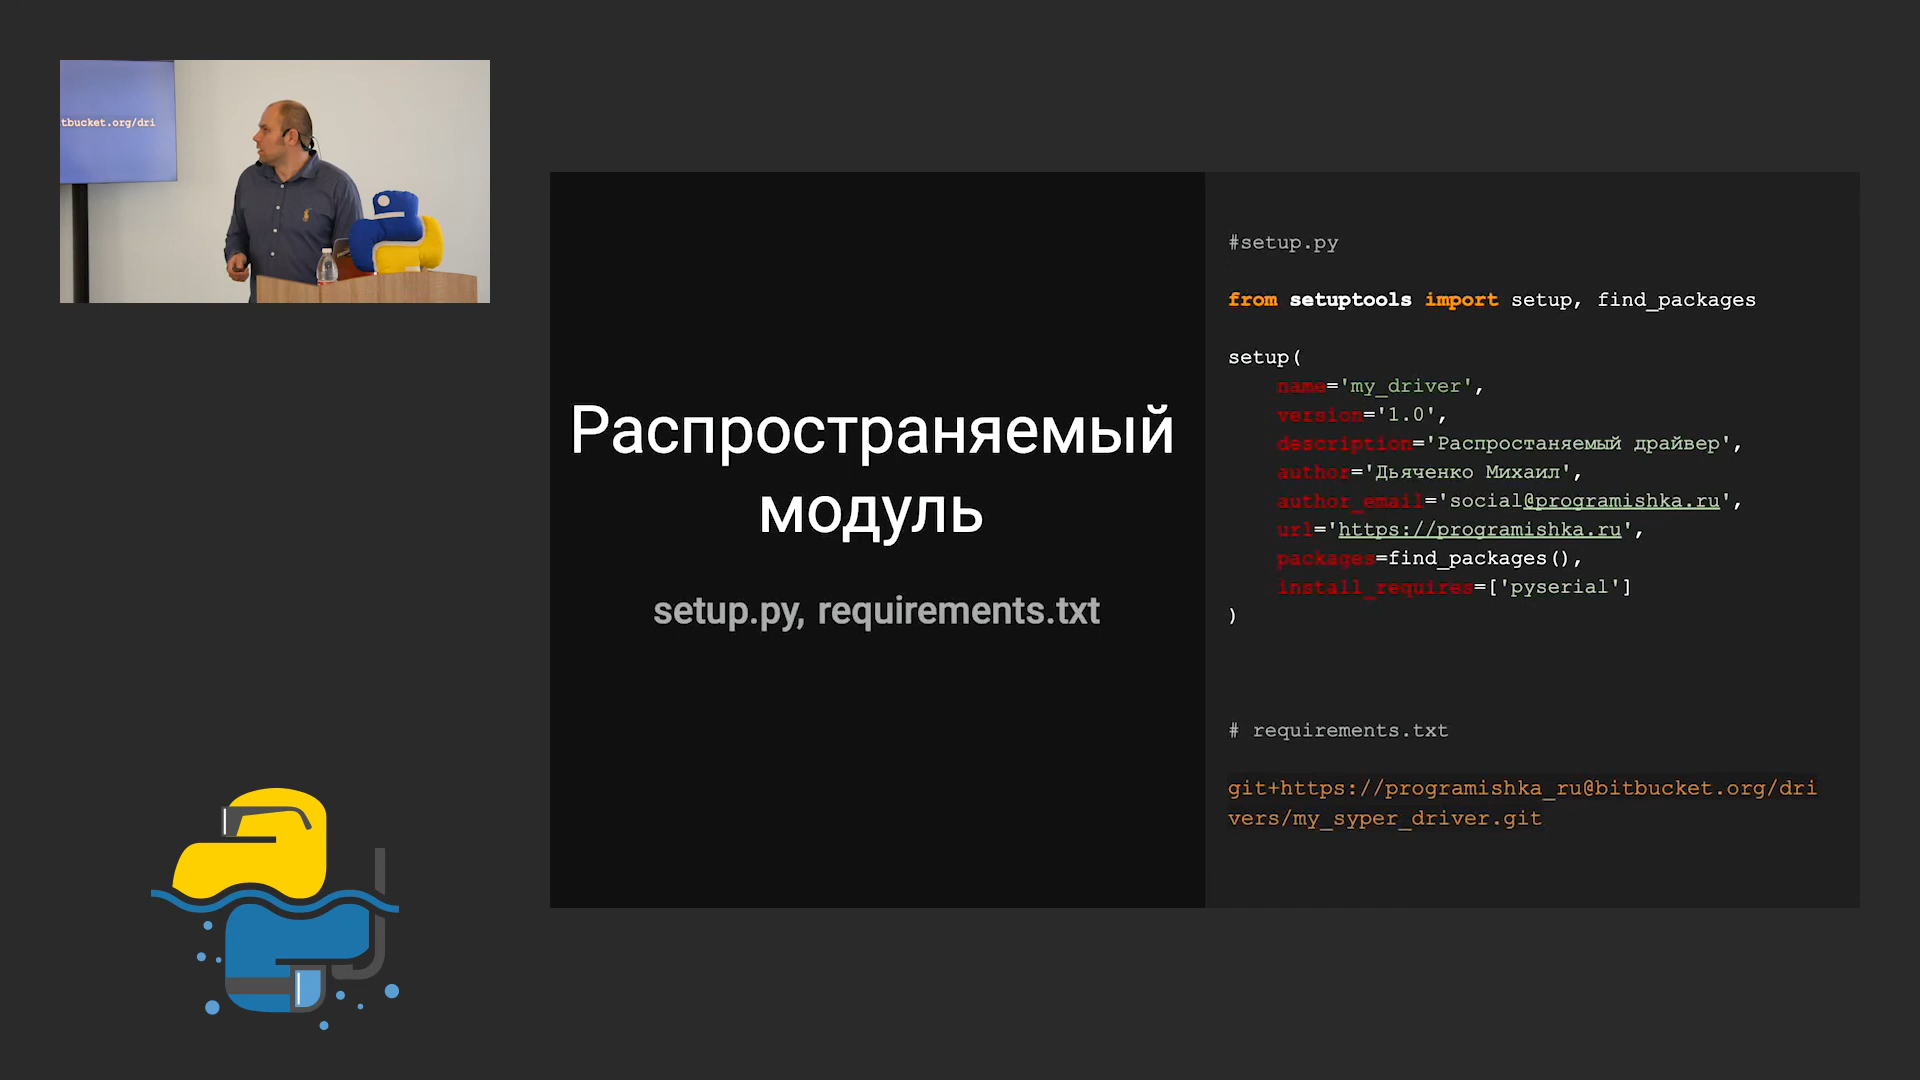 tbucket.org/dri
Распространяемый
модуль
setup.py, requirements.txt
#setup.py
from setuptools import setup, find_packages
setup(
name='my_driver',
version='1.0',
description='Распростаняемый драйвер',
author='Дьяченко Михаил',
author_email='social@programishka.ru',
url='https://programishka.ru',
packages=find_packages(),
install_requires=['pyserial']
)
# requirements.txt
git+https://programishka_ru@bitbucket.org/dri
vers/my_syper_driver.git